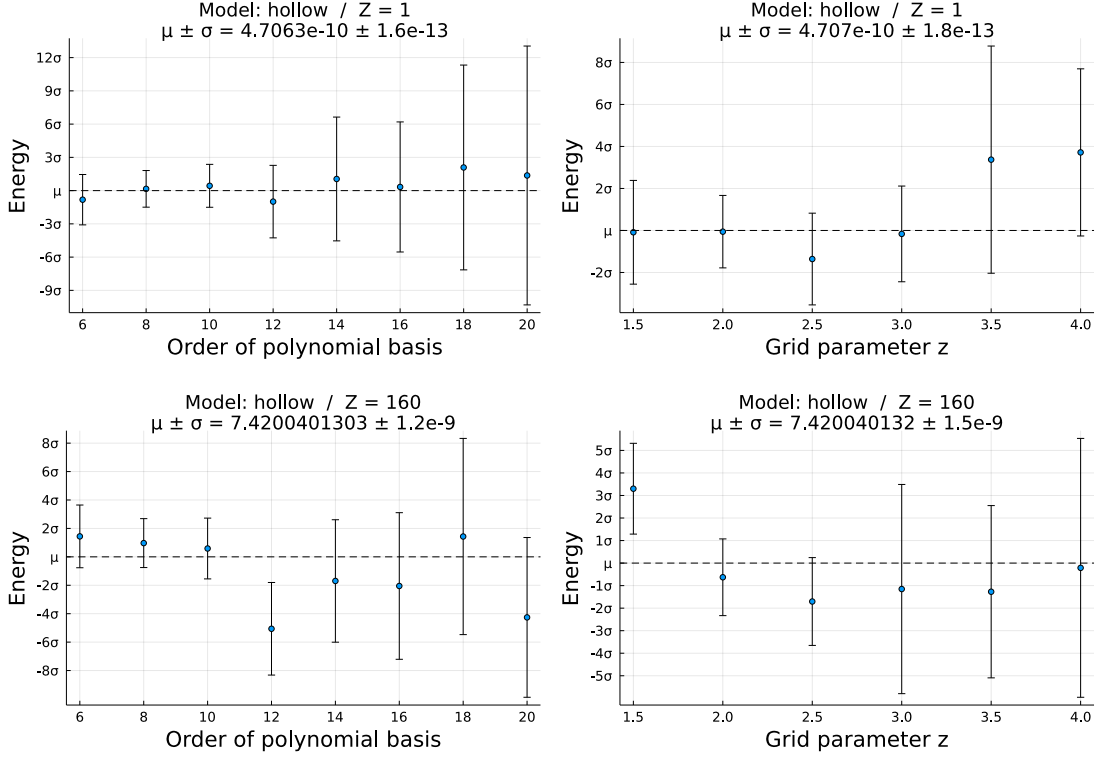 Model: hollow / Z = 1
μ ± σ = 4.7063e-10 ± 1.6e-13
Energy
12σ
9σ
6σ
3σ
μ
-3σ
-6σ
-9σ
6 8 10 12 14 16 18 20
Order of polynomial basis
Model: hollow / Z = 1
μ ± σ = 4.707e-10 ± 1.8e-13
Energy
8σ
6σ
4σ
2σ
μ
-2σ
1.5 2.0 2.5 3.0 3.5 4.0
Grid parameter z
Model: hollow / Z = 160
μ ± σ = 7.4200401303 ± 1.2e-9
Energy
8σ
6σ
4σ
2σ
μ
-2σ
-4σ
-6σ
-8σ
6 8 10 12 14 16 18 20
Order of polynomial basis
Model: hollow / Z = 160
μ ± σ = 7.420040132 ± 1.5e-9
Energy
5σ
4σ
3σ
2σ
1σ
μ
-1σ
-2σ
-3σ
-4σ
-5σ
1.5 2.0 2.5 3.0 3.5 4.0
Grid parameter z